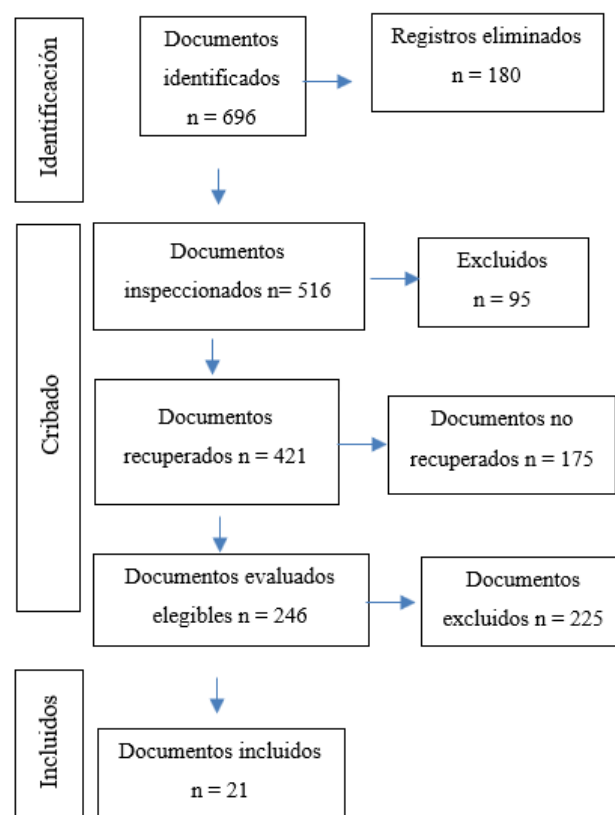 Identificación
Documentos
identificados
n = 696
Registros eliminados
n = 180
Cribado
Documentos
inspeccionados n= 516
Excluidos
n = 95
Documentos
recuperados n = 421
Documentos no
recuperados n = 175
Documentos evaluados
elegibles n = 246
Documentos
excluidos n = 225
Incluidos
Documentos incluidos
n = 21